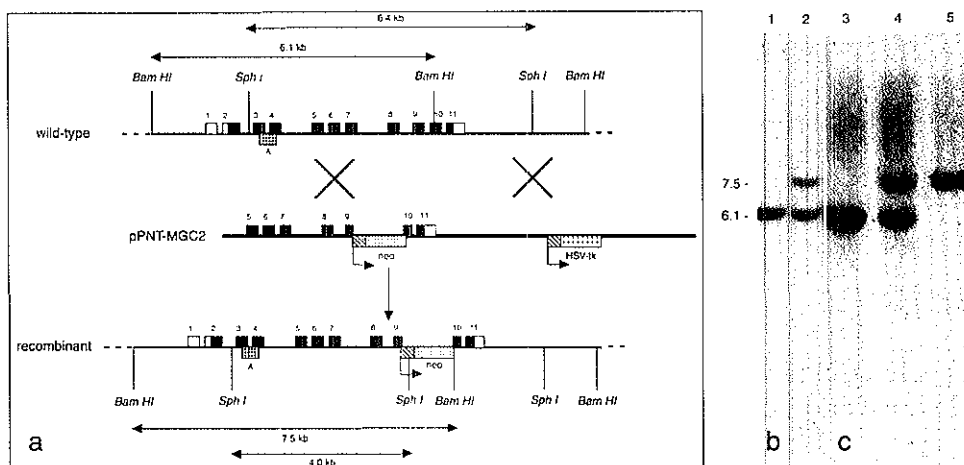 6.4 kb
6.1 kb
Bam HI Sph I Bam HI Sph I Bam HI
1 2 3 4 5 6 7 8 9 10 11
wild-type
A
5 6 7 8 9 10 11
pPNT-MGC2
neo HSV-tk
1 2 3 4 5 6 7 8 9 10 11
recombinant
A neo
Bam HI Sph I Sph I Bam HI Sph I Bam HI
7.5 kb
4.0 kb
a
1 2 3 4 5
7.5 -
6.1 -
b c